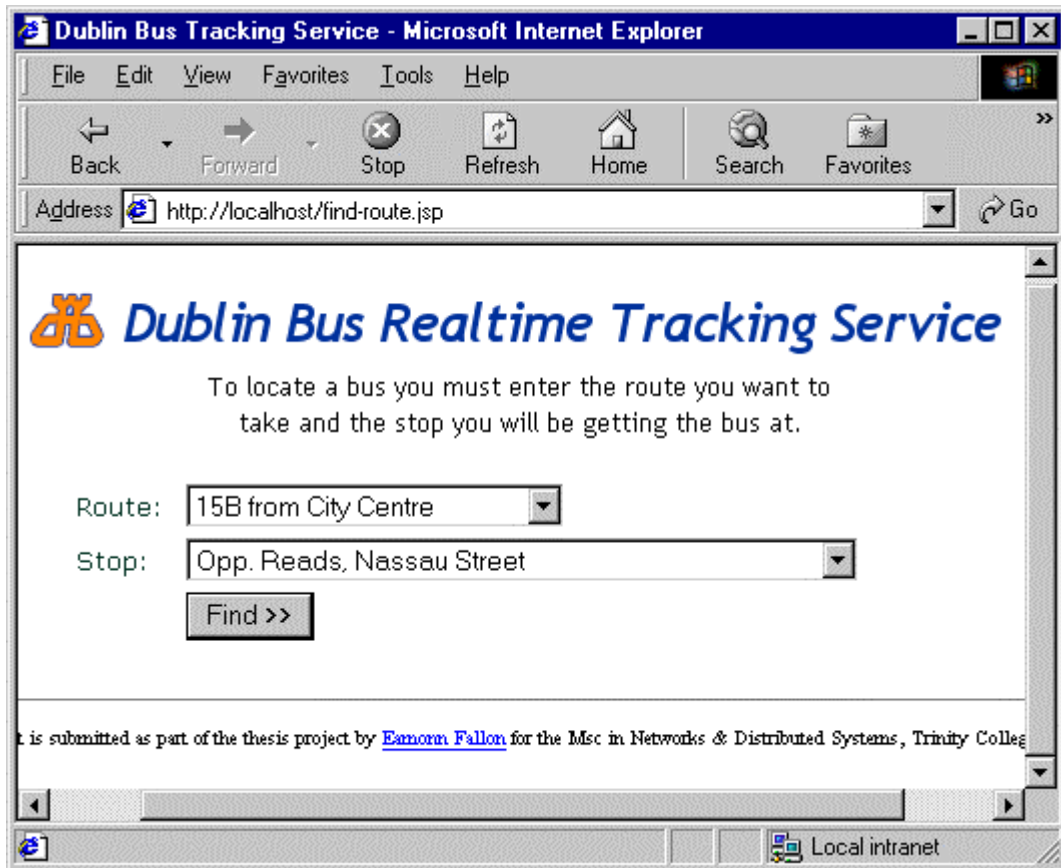 Dublin Bus Tracking Service - Microsoft Internet Explorer
File Edit View Favorites Tools Help
Back Forward Stop Refresh Home Search Favorites »
Address http://localhost/find-route.jsp Go
Dublin Bus Realtime Tracking Service
To locate a bus you must enter the route you want to
take and the stop you will be getting the bus at.
Route: 15B from City Centre
Stop: Opp. Reads, Nassau Street
Find >>
t is submitted as part of the thesis project by Eamonn Fallon for the Msc in Networks & Distributed Systems, Trinity Colleg
Local intranet